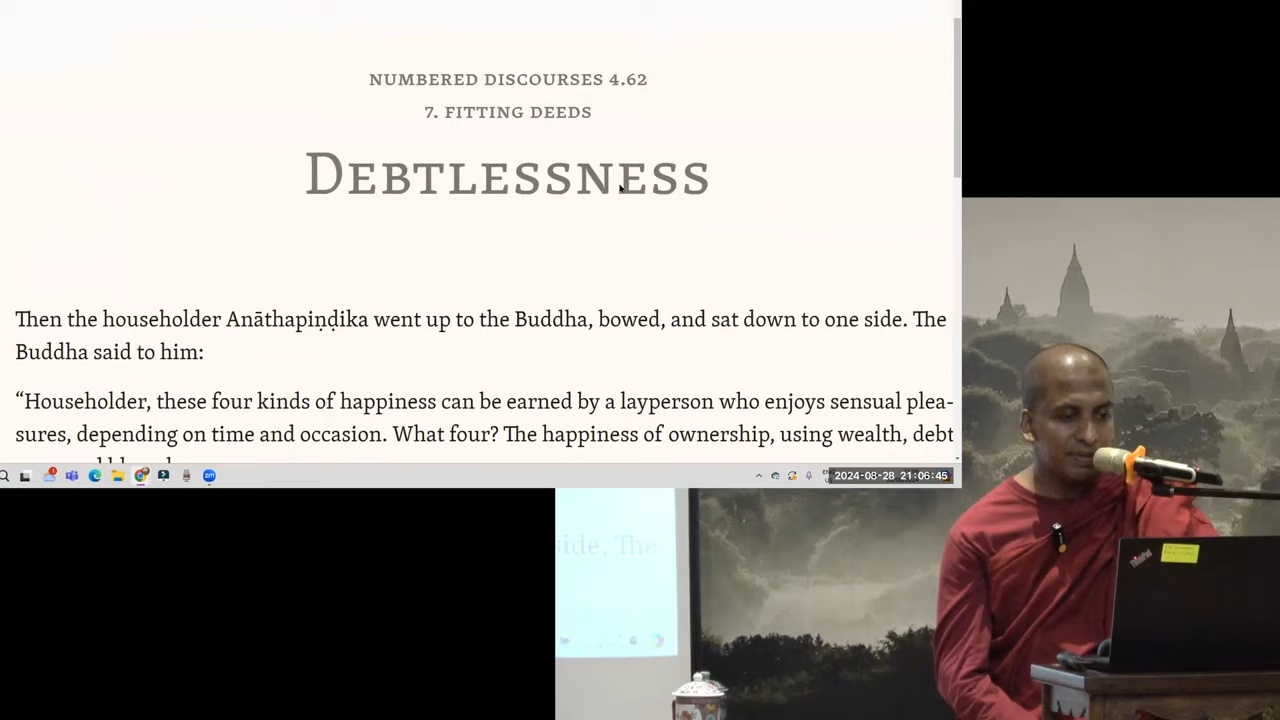 NUMBERED DISCOURSES 4.62
7. FITTING DEEDS
DEBTLESSNESS
Then the householder Anāthapiṇḍika went up to the Buddha, bowed, and sat down to one side. The
Buddha said to him:
“Householder, these four kinds of happiness can be earned by a layperson who enjoys sensual plea-
sures, depending on time and occasion. What four? The happiness of ownership, using wealth, debt
2024-08-28 21:06:45
side. The
ThinkPad